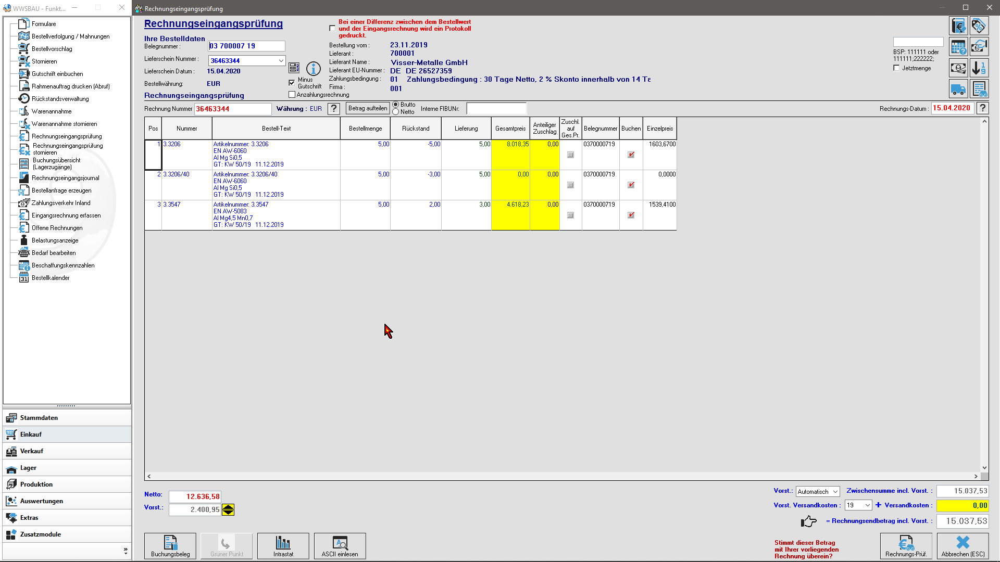 WWSBAU - Funkt...
Formulare
Bestellverfolgung / Mahnungen
Bestellvorschlag
Stornieren
Gutschrift einbuchen
Rahmenauftrag drucken (Abruf)
Rückstandsverwaltung
Warenannahme
Warenannahme stornieren
Rechnungseingangsprüfung
Rechnungseingangsprüfung
stornieren
Buchungsübersicht
(Lagerzugänge)
Rechnungseingangsjournal
Bestellanfrage erzeugen
Zahlungsverkehr Inland
Eingangsrechnung erfassen
Offene Rechnungen
Belastungsanzeige
Bedarf bearbeiten
Beschaffungskennzahlen
Bestellkalender
Stammdaten
Einkauf
Verkauf
Lager
Produktion
Auswertungen
Extras
Zusatzmodule
Rechnungseingangsprüfung
Rechnungseingangsprüfung
Ihre Bestelldaten
Belegnummer : 03 700007 19
Lieferschein Nummer : 36463344
Lieferschein Datum : 15.04.2020
Bestellwährung: EUR
Rechnungseingangsprüfung
Minus
Gutschrift
Anzahlungsrechnung
Bei einer Differenz zwischen dem Bestellwert
und der Eingangsrechnung wird ein Protokoll
gedruckt.
Bestellung vom : 23.11.2019
Lieferant : 700001
Lieferant Name : Visser-Metalle GmbH
Lieferant EU-Nummer : DE DE 26527359
Zahlungsbedingung : 01 Zahlungsbedingung : 30 Tage Netto, 2 % Skonto innerhalb von 14 Ta
Firma : 001
BSP: 111111 oder
111111;222222;
Jetztmenge
Rechnung Nummer 36463344 Währung : EUR ? Betrag aufteilen Brutto Netto Interne FIBUNr: Rechnungs-Datum : 15.04.2020 ?
Pos Nummer Bestell-Text Bestellmenge Rückstand Lieferung Gesamtpreis Anteiliger Zuschlag Zuschl. auf Ges.Pr. Belegnummer Buchen Einzelpreis
1 3.3206 Artikelnummer: 3.3206 5,00 -5,00 5,00 8.018,35 0,00 0370000719 1603,6700
EN AW-6060
Al Mg Si0,5
GT: KW 50/19 11.12.2019
2 3.3206/40 Artikelnummer: 3.3206/40 5,00 -3,00 5,00 0,00 0,00 0370000719 0,0000
EN AW-6060
Al Mg Si0,5
GT: KW 50/19 11.12.2019
3 3.3547 Artikelnummer: 3.3547 5,00 2,00 3,00 4.618,23 0,00 0370000719 1539,4100
EN AW-5083
Al Mg4,5 Mn0,7
GT: KW 50/19 11.12.2019
Netto: 12.636,58
Vorst.: 2.400,95
Vorst.: Automatisch Zwischensumme incl. Vorst. : 15.037,53
Vorst. Versandkosten : 19 + Versandkosten : 0,00
= Rechnungsendbetrag incl. Vorst. : 15.037,53
Buchungsbeleg
Grüner Punkt
Intrastat
ASCII einlesen
Stimmt dieser Betrag
mit Ihrer vorliegenden
Rechnung überein?
Rechnungs-Prüf.
Abbrechen (ESC)